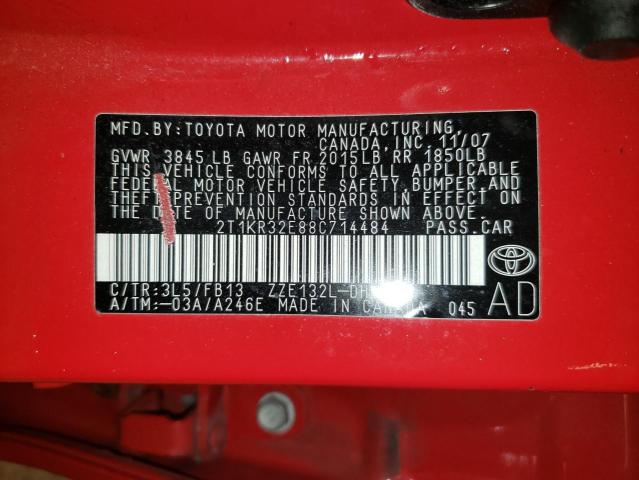 MFD. BY: TOYOTA MOTOR MANUFACTURING,
CANADA, INC. 11/07
GVWR 3845 LB GAWR FR 2015LB RR 1850LB
THIS VEHICLE CONFORMS TO ALL APPLICABLE
FEDERAL MOTOR VEHICLE SAFETY, BUMPER, AND
THEFT PREVENTION STANDARDS IN EFFECT ON
THE DATE OF MANUFACTURE SHOWN ABOVE.
2T1KR32E88C714484 PASS. CAR
C/TR: 3L5/FB13 ZZE132L-DH
A/TM: -03A/A246E MADE IN CANADA 045 AD
TOYOTA